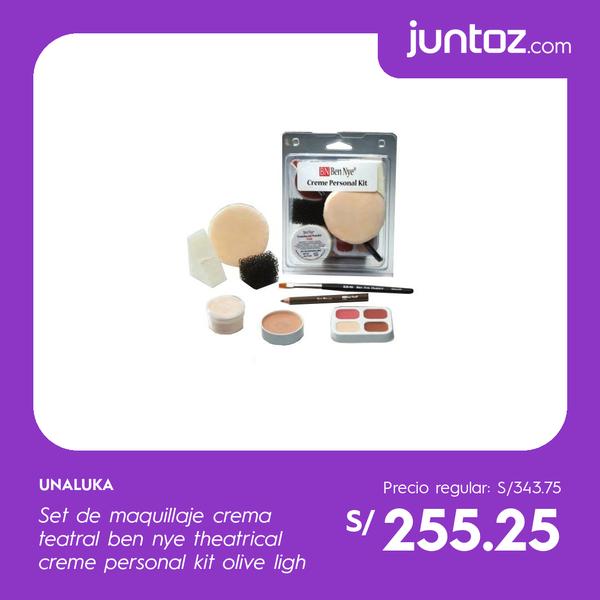 juntoz.com
BN Ben Nye
Creme Personal Kit
UNALUKA
Set de maquillaje crema
teatral ben nye theatrical
creme personal kit olive ligh
Precio regular: S/343.75
S/ 255.25